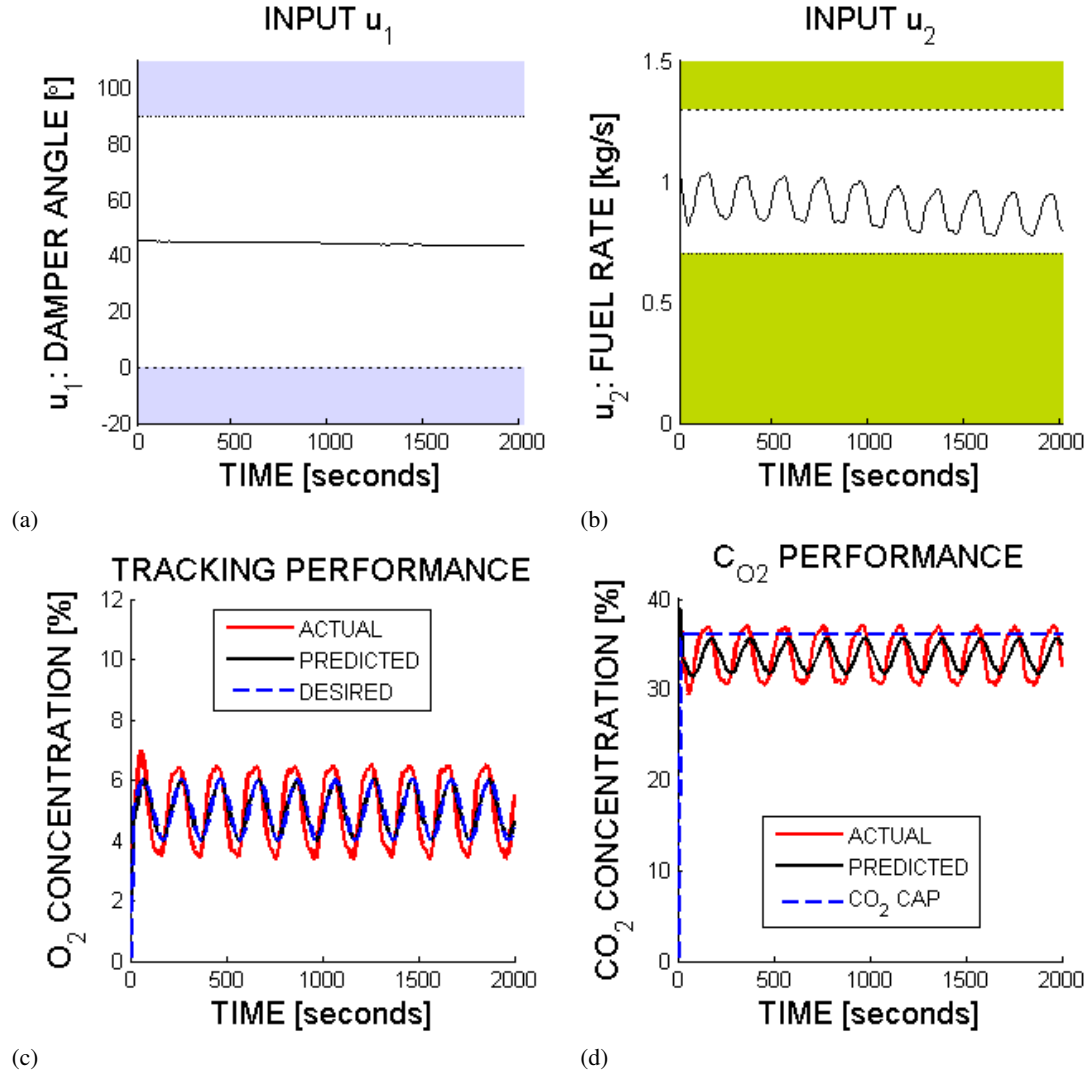 INPUT u1
u1: DAMPER ANGLE [°]
100
80
60
40
20
0
-20
0
500
1000
1500
2000
TIME [seconds]
(a)
INPUT u2
u2: FUEL RATE [kg/s]
1.5
1
0.5
0
0
500
1000
1500
2000
TIME [seconds]
(b)
TRACKING PERFORMANCE
O2 CONCENTRATION [%]
12
10
8
6
4
2
0
ACTUAL
PREDICTED
DESIRED
0
500
1000
1500
2000
TIME [seconds]
(c)
CO2 PERFORMANCE
CO2 CONCENTRATION [%]
40
30
20
10
0
ACTUAL
PREDICTED
CO2 CAP
0
500
1000
1500
2000
TIME [seconds]
(d)